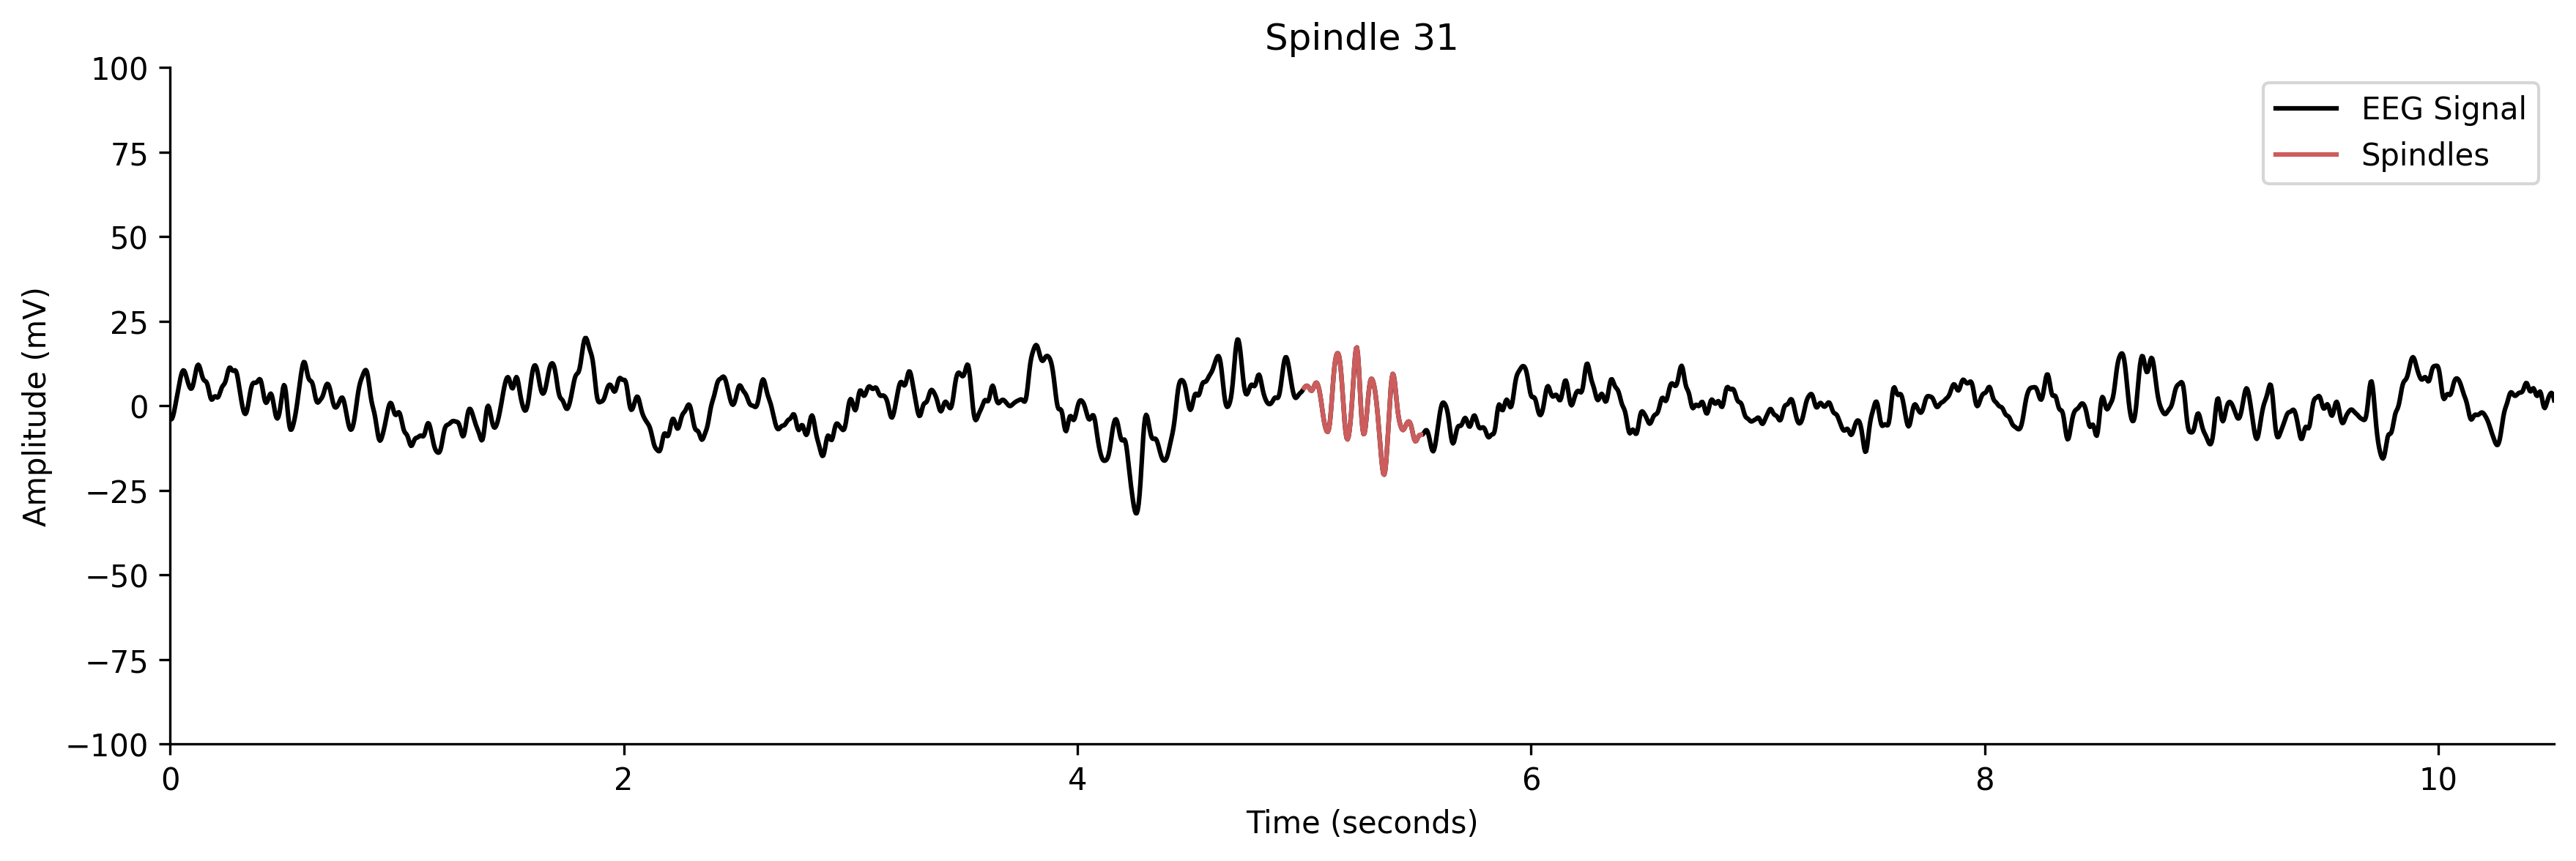 Spindle 31
100
75
50
25
0
−25
−50
−75
−100
Amplitude (mV)
EEG Signal
Spindles
0 2 4 6 8 10
Time (seconds)